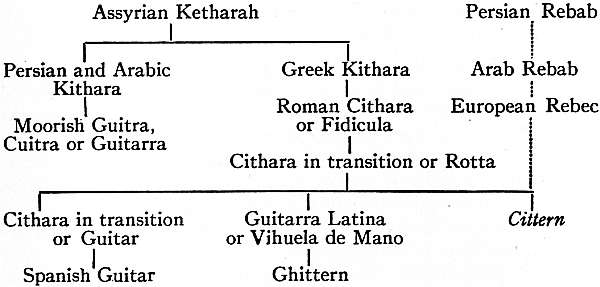 Assyrian Ketharah
Persian Rebab
Persian and Arabic
Kithara
Greek Kithara
Arab Rebab
Roman Cithara
or Fidicula
European Rebec
Moorish Guitra,
Cuitra or Guitarra
Cithara in transition or Rotta
Cithara in transition
or Guitar
Guitarra Latina
or Vihuela de Mano
Cittern
Spanish Guitar
Ghittern